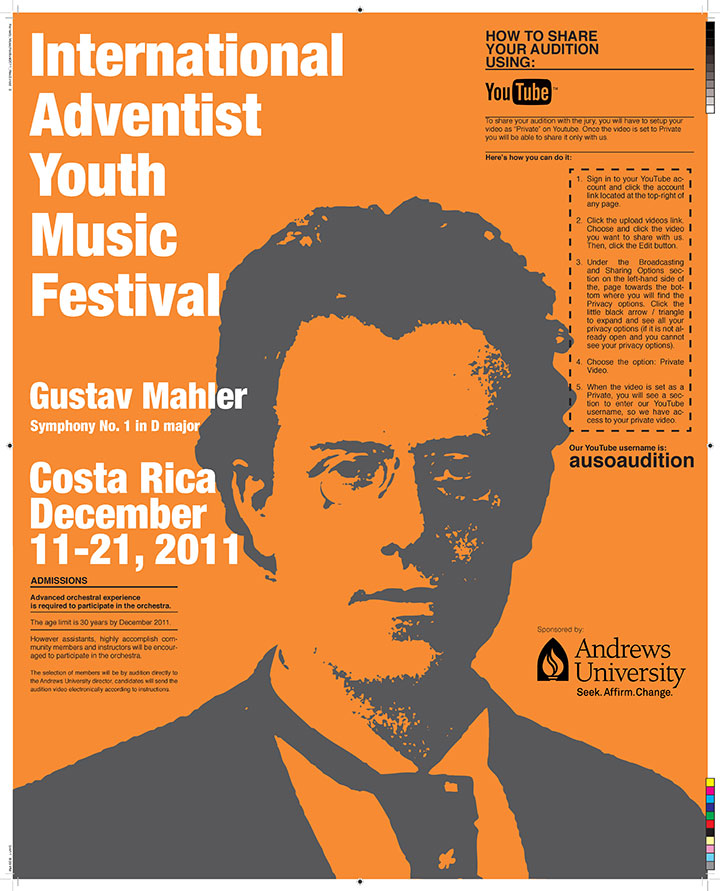 International
Adventist
Youth
Music
Festival
Gustav Mahler
Symphony No. 1 in D major
Costa Rica
December
11-21, 2011
ADMISSIONS
Advanced orchestral experience
is required to participate in the orchestra.
The age limit is 30 years by December 2011.
However assistants, highly accomplish com-
munity members and instructors will be encour-
aged to participate in the orchestra.
The selection of members will be by audition directly to
the Andrews University director, candidates will send the
audition video electronically according to instructions.
HOW TO SHARE
YOUR AUDITION
USING:
YouTube™
To share your audition with the jury, you will have to setup your
video as “Private” on Youtube. Once the video is set to Private
you will be able to share it only with us.
Here's how you can do it:
1. Sign in to your YouTube ac-
count and click the account
link located at the top-right of
any page.
2. Click the upload videos link.
Choose and click the video
you want to share with us.
Then, click the Edit button.
3. Under the Broadcasting
and Sharing Options sec-
tion on the left-hand side of
the, page towards the bot-
tom where you will find the
Privacy options. Click the
little black arrow / triangle
to expand and see all your
privacy options (if it is not al-
ready open and you cannot
see your privacy options).
4. Choose the option: Private
Video.
5. When the video is set as a
Private, you will see a sec-
tion to enter our YouTube
username, so we have ac-
cess to your private video.
Our YouTube username is:
ausoaudition
Sponsored by:
Andrews
University
Seek. Affirm. Change.